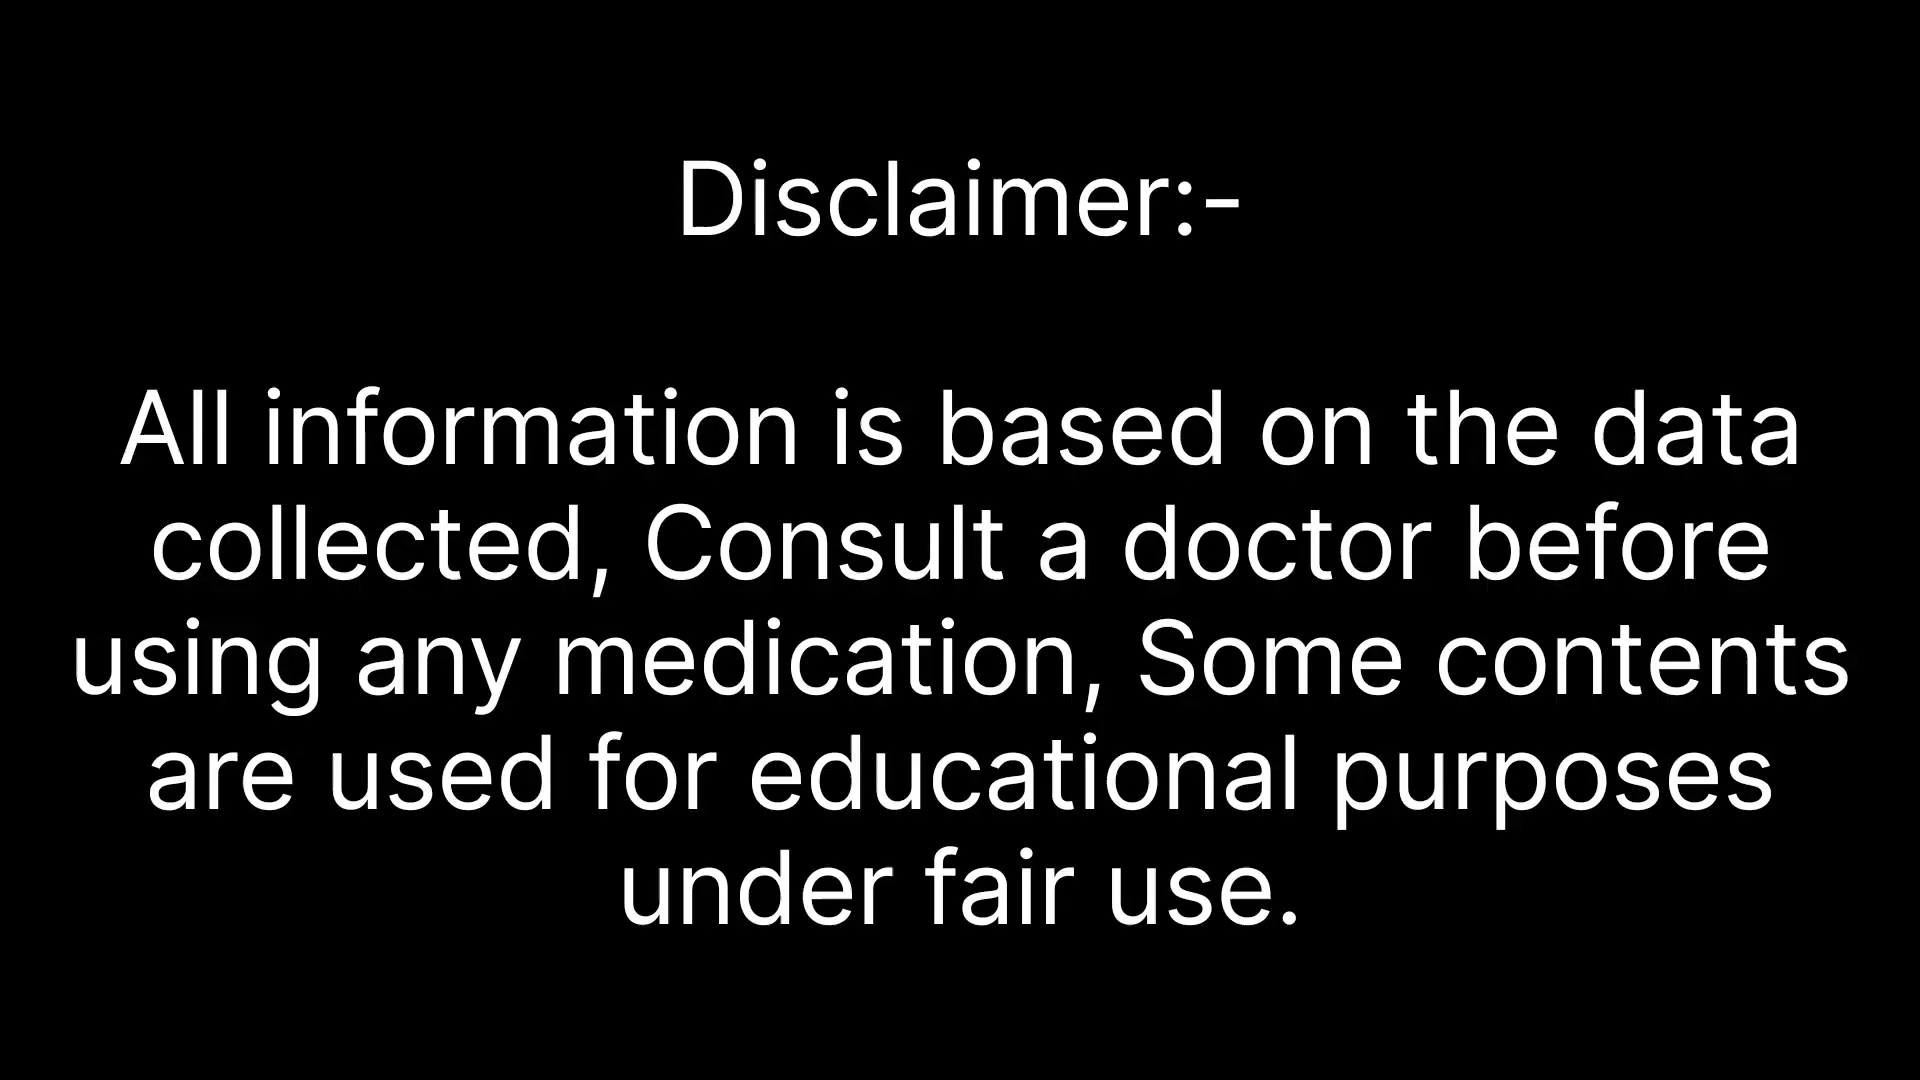 Disclaimer:-
All information is based on the data
collected, Consult a doctor before
using any medication, Some contents
are used for educational purposes
under fair use.